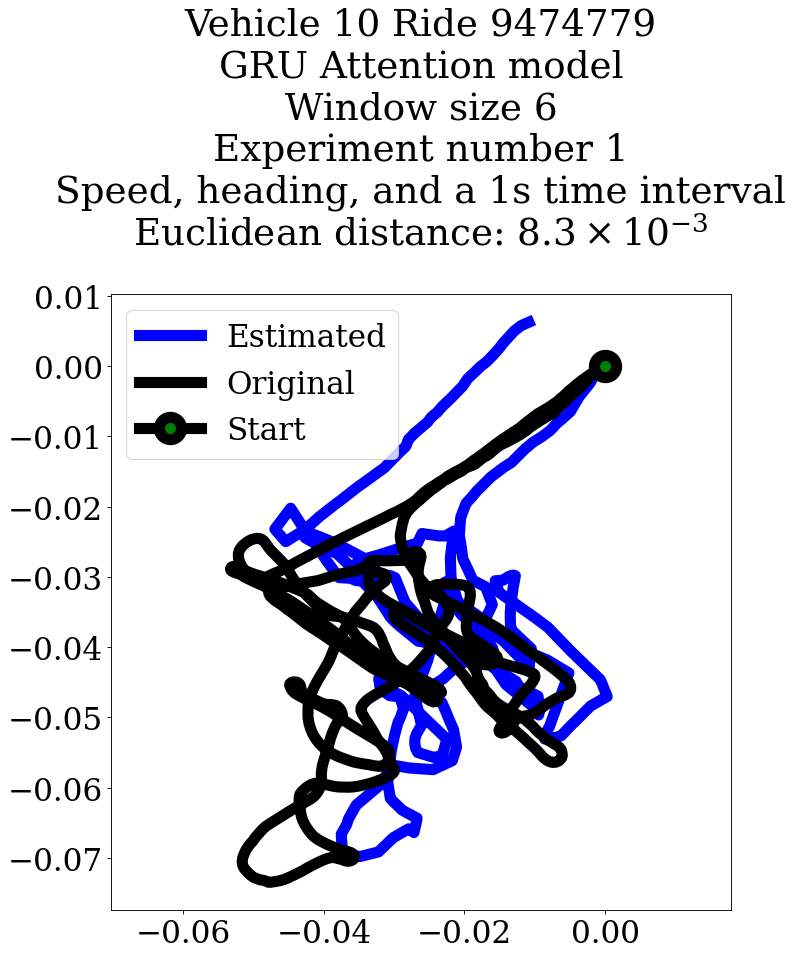 Vehicle 10 Ride 9474779
GRU Attention model
Window size 6
Experiment number 1
Speed, heading, and a 1s time interval
Euclidean distance: 8.3 × 10⁻³
0.01
0.00
−0.01
−0.02
−0.03
−0.04
−0.05
−0.06
−0.07
Estimated
Original
Start
−0.06 −0.04 −0.02 0.00